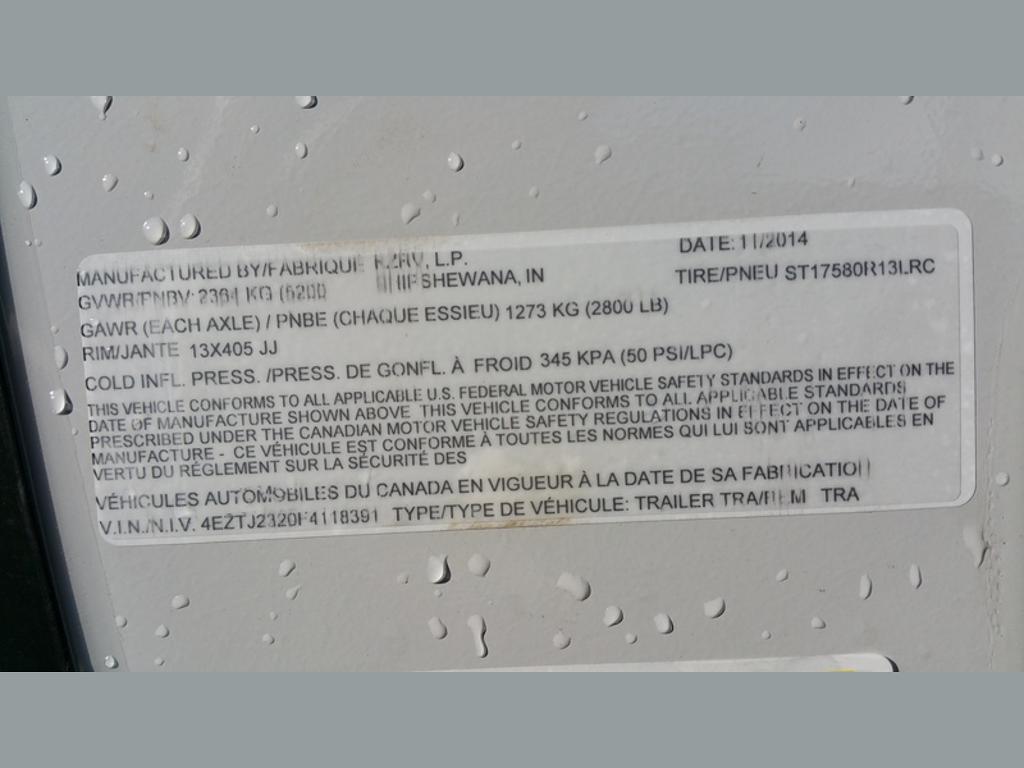 MANUFACTURED BY/FABRIQUE L.P. DATE: 11/2014
SHEWANA, IN TIRE/PNEU ST17580R13LRC
GVWR/PNBV: KG
GAWR (EACH AXLE) / PNBE (CHAQUE ESSIEU) 1273 KG (2800 LB)
RIM/JANTE 13X405 JJ
COLD INFL. PRESS. /PRESS. DE GONFL. À FROID 345 KPA (50 PSI/LPC)
THIS VEHICLE CONFORMS TO ALL APPLICABLE U.S. FEDERAL MOTOR VEHICLE SAFETY STANDARDS IN EFFECT ON THE
DATE OF MANUFACTURE SHOWN ABOVE THIS VEHICLE CONFORMS TO ALL APPLICABLE STANDARDS
PRESCRIBED UNDER THE CANADIAN MOTOR VEHICLE SAFETY REGULATIONS IN EFFECT ON THE DATE OF
MANUFACTURE - CE VÉHICULE EST CONFORME À TOUTES LES NORMES QUI LUI SONT APPLICABLES EN
VERTU DU RÉGLEMENT SUR LA SÉCURITÉ DES
VÉHICULES AUTOMOBILES DU CANADA EN VIGUEUR À LA DATE DE SA FABRICATION
V.I.N./N.I.V. TYPE/TYPE DE VÉHICULE: TRAILER TRA